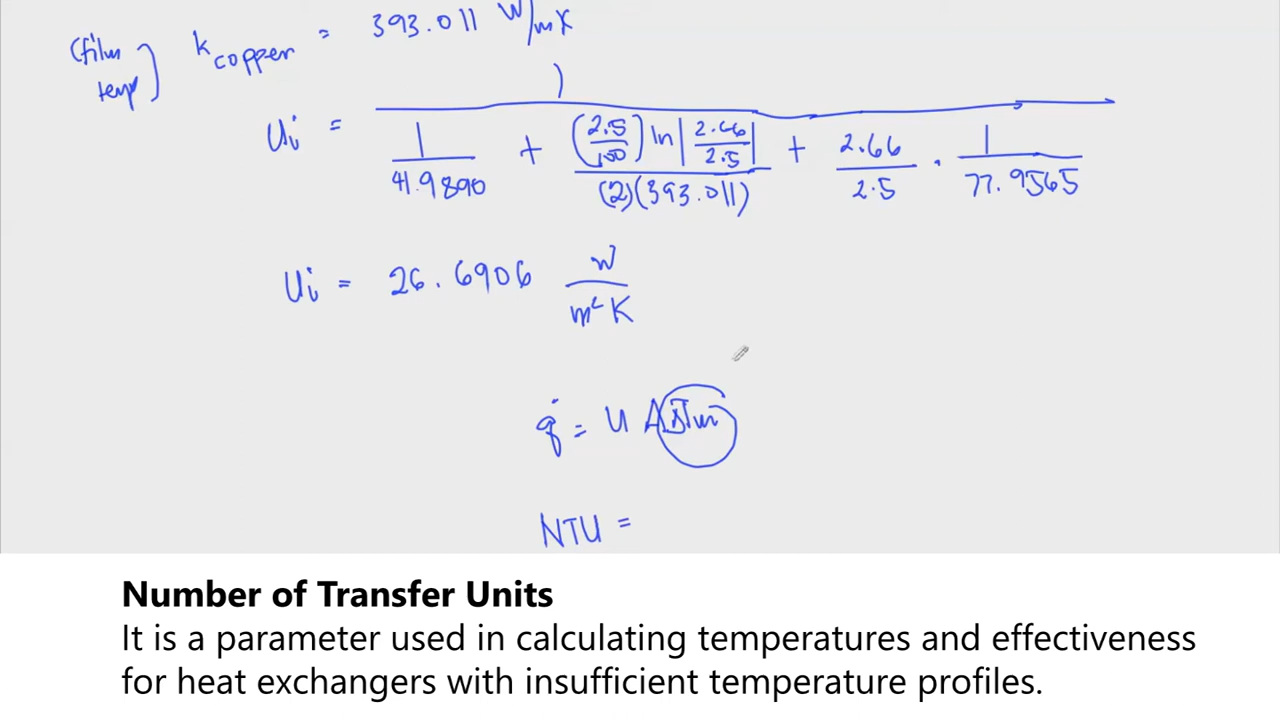 (film temp) k copper = 393.011 W/mK
Ui = 1 / ( 1/41.9890 + (2.5/100) ln|2.66/2.5| / (2)(393.011) + 2.66/2.5 · 1/77.9565 )
Ui = 26.6906 W/m²K
q̇ = U A ΔTm
NTU =
Number of Transfer Units
It is a parameter used in calculating temperatures and effectiveness
for heat exchangers with insufficient temperature profiles.